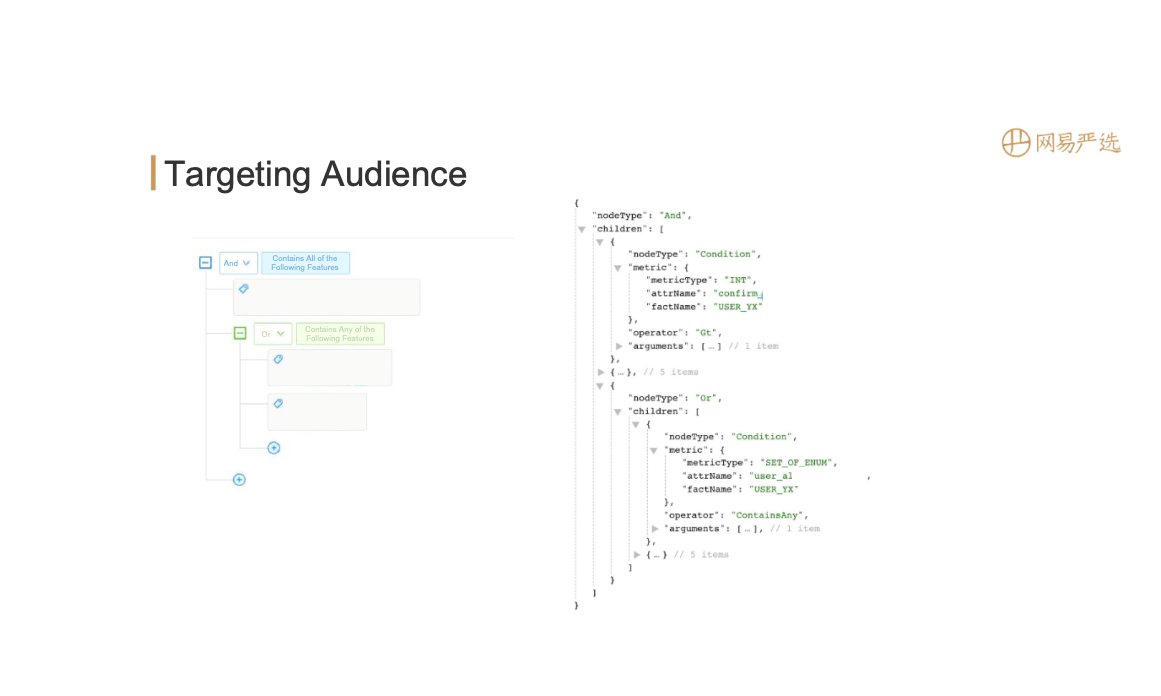 网易严选
Targeting Audience
And
Contains All of the
Following Features
Or
Contains Any of the
Following Features
{
"nodeType": "And",
"children": [
{
"nodeType": "Condition",
"metric": {
"metricType": "INT",
"attrName": "confirm_
"factName": "USER_YX"
},
"operator": "Gt",
"arguments": [ … ] // 1 item
},
{ … }, // 5 items
{
"nodeType": "Or",
"children": [
{
"nodeType": "Condition",
"metric": {
"metricType": "SET_OF_ENUM",
"attrName": "user_al ,
"factName": "USER_YX"
},
"operator": "ContainsAny",
"arguments": [ … ], // 1 item
},
{ … } // 5 items
]
}
]
}